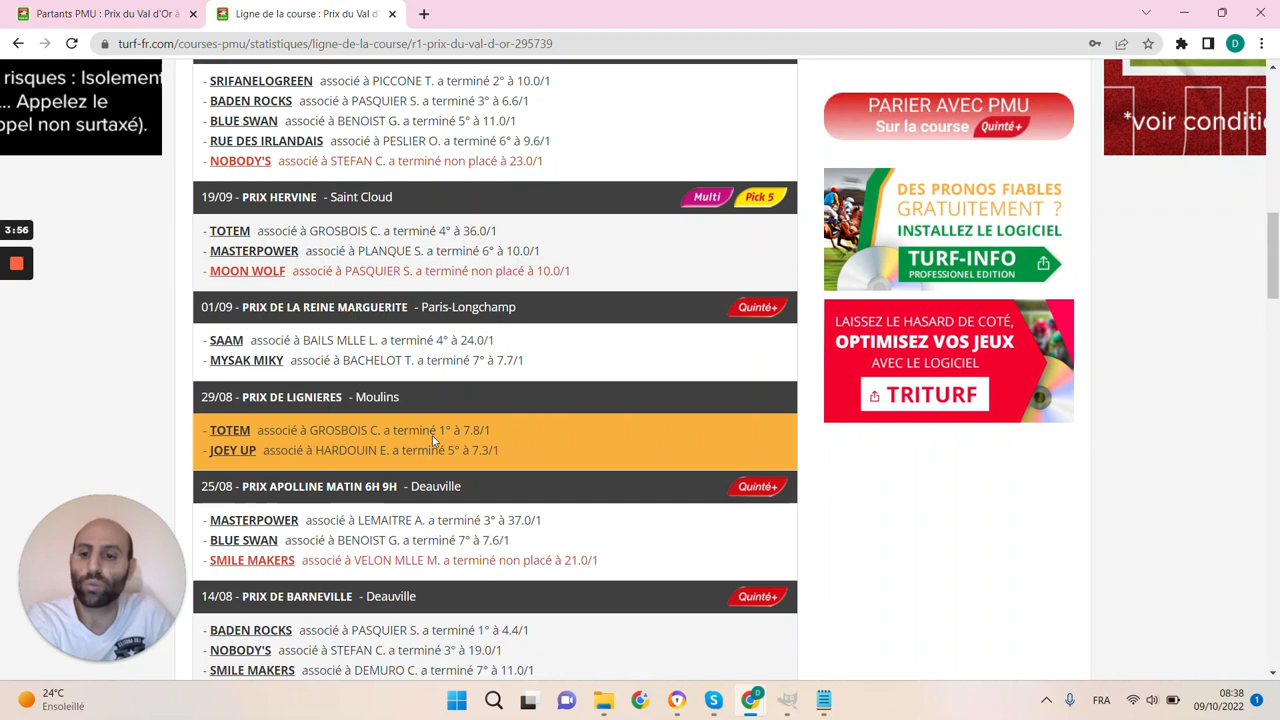 Partants PMU : Prix du Val d'Or à
Ligne de la course : Prix du Val d'
turf-fr.com/courses-pmu/statistiques/ligne-de-la-course/r1-prix-du-val-d-or-295739
D
risques : Isolement
... Appelez le
ppel non surtaxé).
3:56
- SRIFANELOGREEN associé à PICCONE T. a terminé 2° à 10.0/1
- BADEN ROCKS associé à PASQUIER S. a terminé 3° à 6.6/1
- BLUE SWAN associé à BENOIST G. a terminé 5° à 11.0/1
- RUE DES IRLANDAIS associé à PESLIER O. a terminé 6° à 9.6/1
- NOBODY'S associé à STEFAN C. a terminé non placé à 23.0/1
19/09 - PRIX HERVINE - Saint Cloud Multi Pick 5
- TOTEM associé à GROSBOIS C. a terminé 4° à 36.0/1
- MASTERPOWER associé à PLANQUE S. a terminé 6° à 10.0/1
- MOON WOLF associé à PASQUIER S. a terminé non placé à 10.0/1
01/09 - PRIX DE LA REINE MARGUERITE - Paris-Longchamp Quinté+
- SAAM associé à BAILS MLLE L. a terminé 4° à 24.0/1
- MYSAK MIKY associé à BACHELOT T. a terminé 7° à 7.7/1
29/08 - PRIX DE LIGNIERES - Moulins
- TOTEM associé à GROSBOIS C. a terminé 1° à 7.8/1
- JOEY UP associé à HARDOUIN E. a terminé 5° à 7.3/1
25/08 - PRIX APOLLINE MATIN 6H 9H - Deauville Quinté+
- MASTERPOWER associé à LEMAITRE A. a terminé 3° à 37.0/1
- BLUE SWAN associé à BENOIST G. a terminé 7° à 7.6/1
- SMILE MAKERS associé à VELON MLLE M. a terminé non placé à 21.0/1
14/08 - PRIX DE BARNEVILLE - Deauville Quinté+
- BADEN ROCKS associé à PASQUIER S. a terminé 1° à 4.4/1
- NOBODY'S associé à STEFAN C. a terminé 3° à 19.0/1
- SMILE MAKERS associé à DEMURO C. a terminé 7° à 11.0/1
PARIER AVEC PMU
Sur la course Quinté+
DES PRONOS FIABLES
GRATUITEMENT ?
INSTALLEZ LE LOGICIEL
TURF-INFO
PROFESSIONEL EDITION
LAISSEZ LE HASARD DE COTÉ,
OPTIMISEZ VOS JEUX
AVEC LE LOGICIEL
TRITURF
*voir conditi
24°C
Ensoleillé
D
FRA
08:38
09/10/2022
1